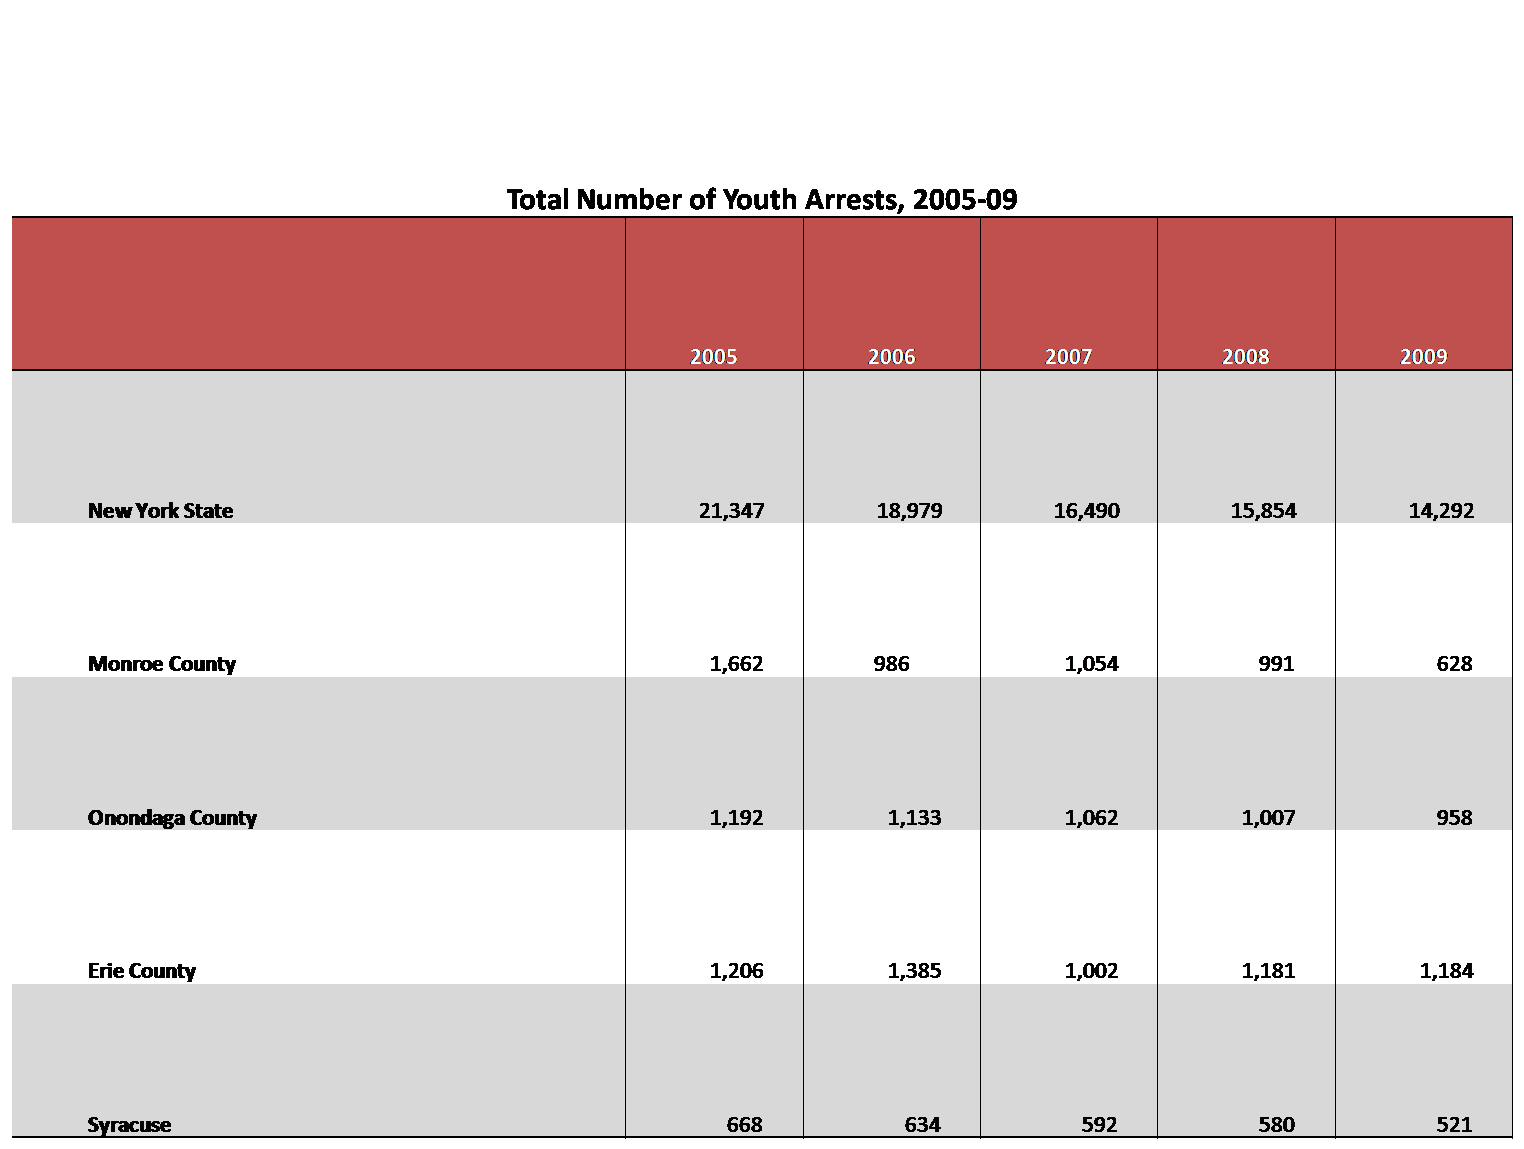 Total Number of Youth Arrests, 2005-09
2005 2006 2007 2008 2009
New York State 21,347 18,979 16,490 15,854 14,292
Monroe County 1,662 986 1,054 991 628
Onondaga County 1,192 1,133 1,062 1,007 958
Erie County 1,206 1,385 1,002 1,181 1,184
Syracuse 668 634 592 580 521